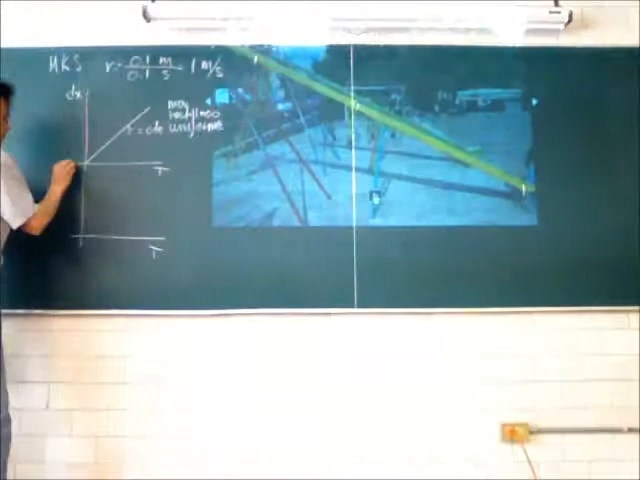 MKS v = 0.1 m / 0.1 s = 1 m/s
dx
mov
rectilineo
v = cte uniforme
T
T